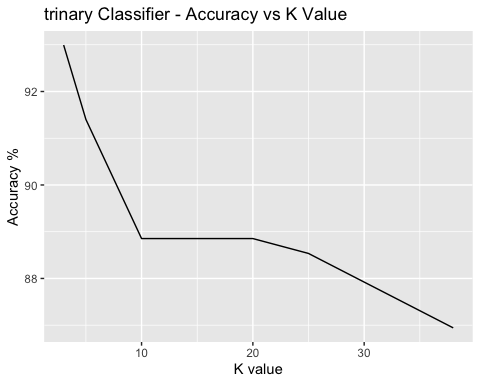 trinary Classifier - Accuracy vs K Value
92
90
88
Accuracy %
10 20 30
K value